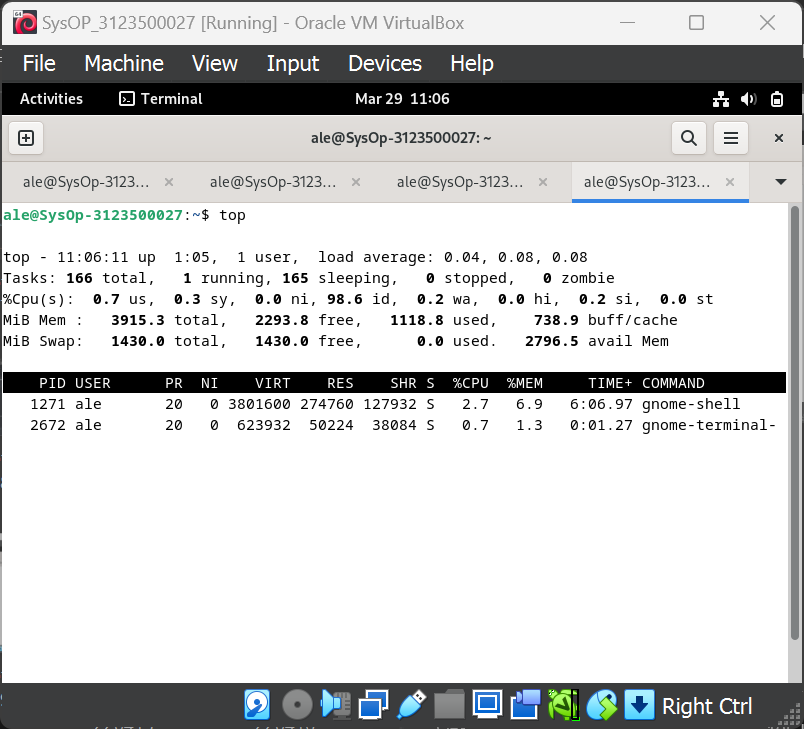 SysOP_3123500027 [Running] - Oracle VM VirtualBox
File Machine View Input Devices Help
Activities Terminal Mar 29 11:06
ale@SysOp-3123500027: ~
ale@SysOp-3123... ale@SysOp-3123... ale@SysOp-3123... ale@SysOp-3123...
ale@SysOp-3123500027:~$ top
top - 11:06:11 up  1:05,  1 user,  load average: 0.04, 0.08, 0.08
Tasks: 166 total,   1 running, 165 sleeping,   0 stopped,   0 zombie
%Cpu(s):  0.7 us,  0.3 sy,  0.0 ni, 98.6 id,  0.2 wa,  0.0 hi,  0.2 si,  0.0 st
MiB Mem :   3915.3 total,   2293.8 free,   1118.8 used,    738.9 buff/cache
MiB Swap:   1430.0 total,   1430.0 free,      0.0 used.   2796.5 avail Mem
PID USER      PR  NI    VIRT    RES    SHR S  %CPU  %MEM     TIME+ COMMAND
1271 ale       20   0 3801600 274760 127932 S   2.7   6.9   6:06.97 gnome-shell
2672 ale       20   0  623932  50224  38084 S   0.7   1.3   0:01.27 gnome-terminal-
Right Ctrl